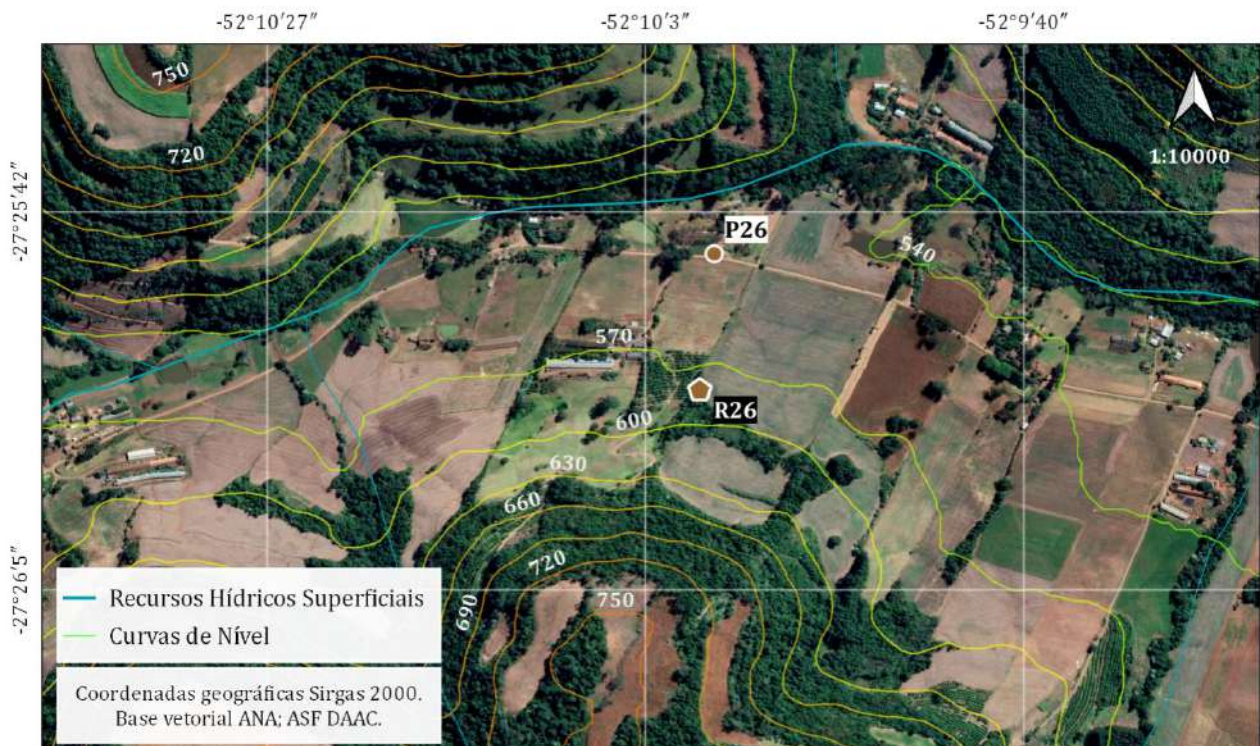 -52°10′27″
-52°10′3″
-52°9′40″
750
720
1:10000
-27°25′42″
P26
540
570
R26
600
630
660
720
-27°26′5″
750
690
Recursos Hídricos Superficiais
Curvas de Nível
Coordenadas geográficas Sirgas 2000.
Base vetorial ANA; ASF DAAC.